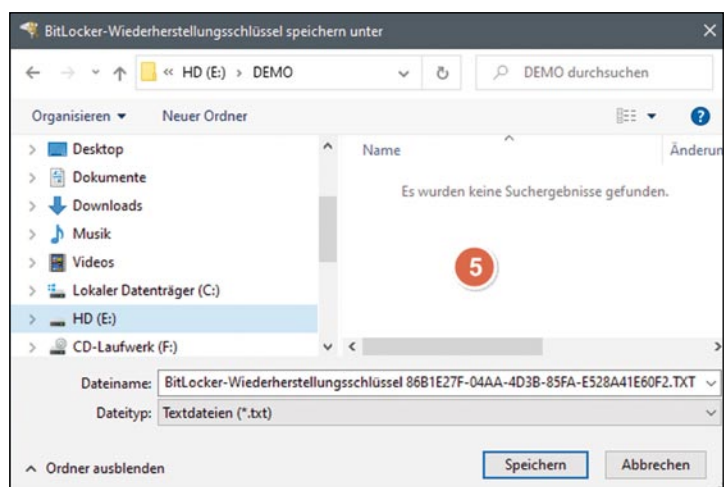 BitLocker-Wiederherstellungsschlüssel speichern unter
« HD (E:) > DEMO
DEMO durchsuchen
Organisieren
Neuer Ordner
Desktop
Dokumente
Downloads
Musik
Videos
Lokaler Datenträger (C:)
HD (E:)
CD-Laufwerk (F:)
Name
Änderun
Es wurden keine Suchergebnisse gefunden.
5
Dateiname: BitLocker-Wiederherstellungsschlüssel 86B1E27F-04AA-4D3B-85FA-E528A41E60F2.TXT
Dateityp: Textdateien (*.txt)
Ordner ausblenden
Speichern
Abbrechen